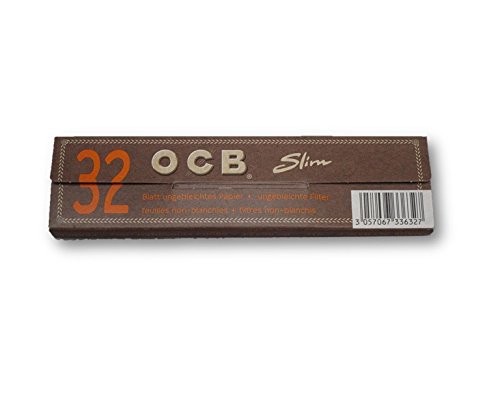 32 OCB® Slim
Blatt ungebleichtes Papier + ungebleichte Filter
feuilles non-blanchies + filtres non-blanchis
3 057067 336327